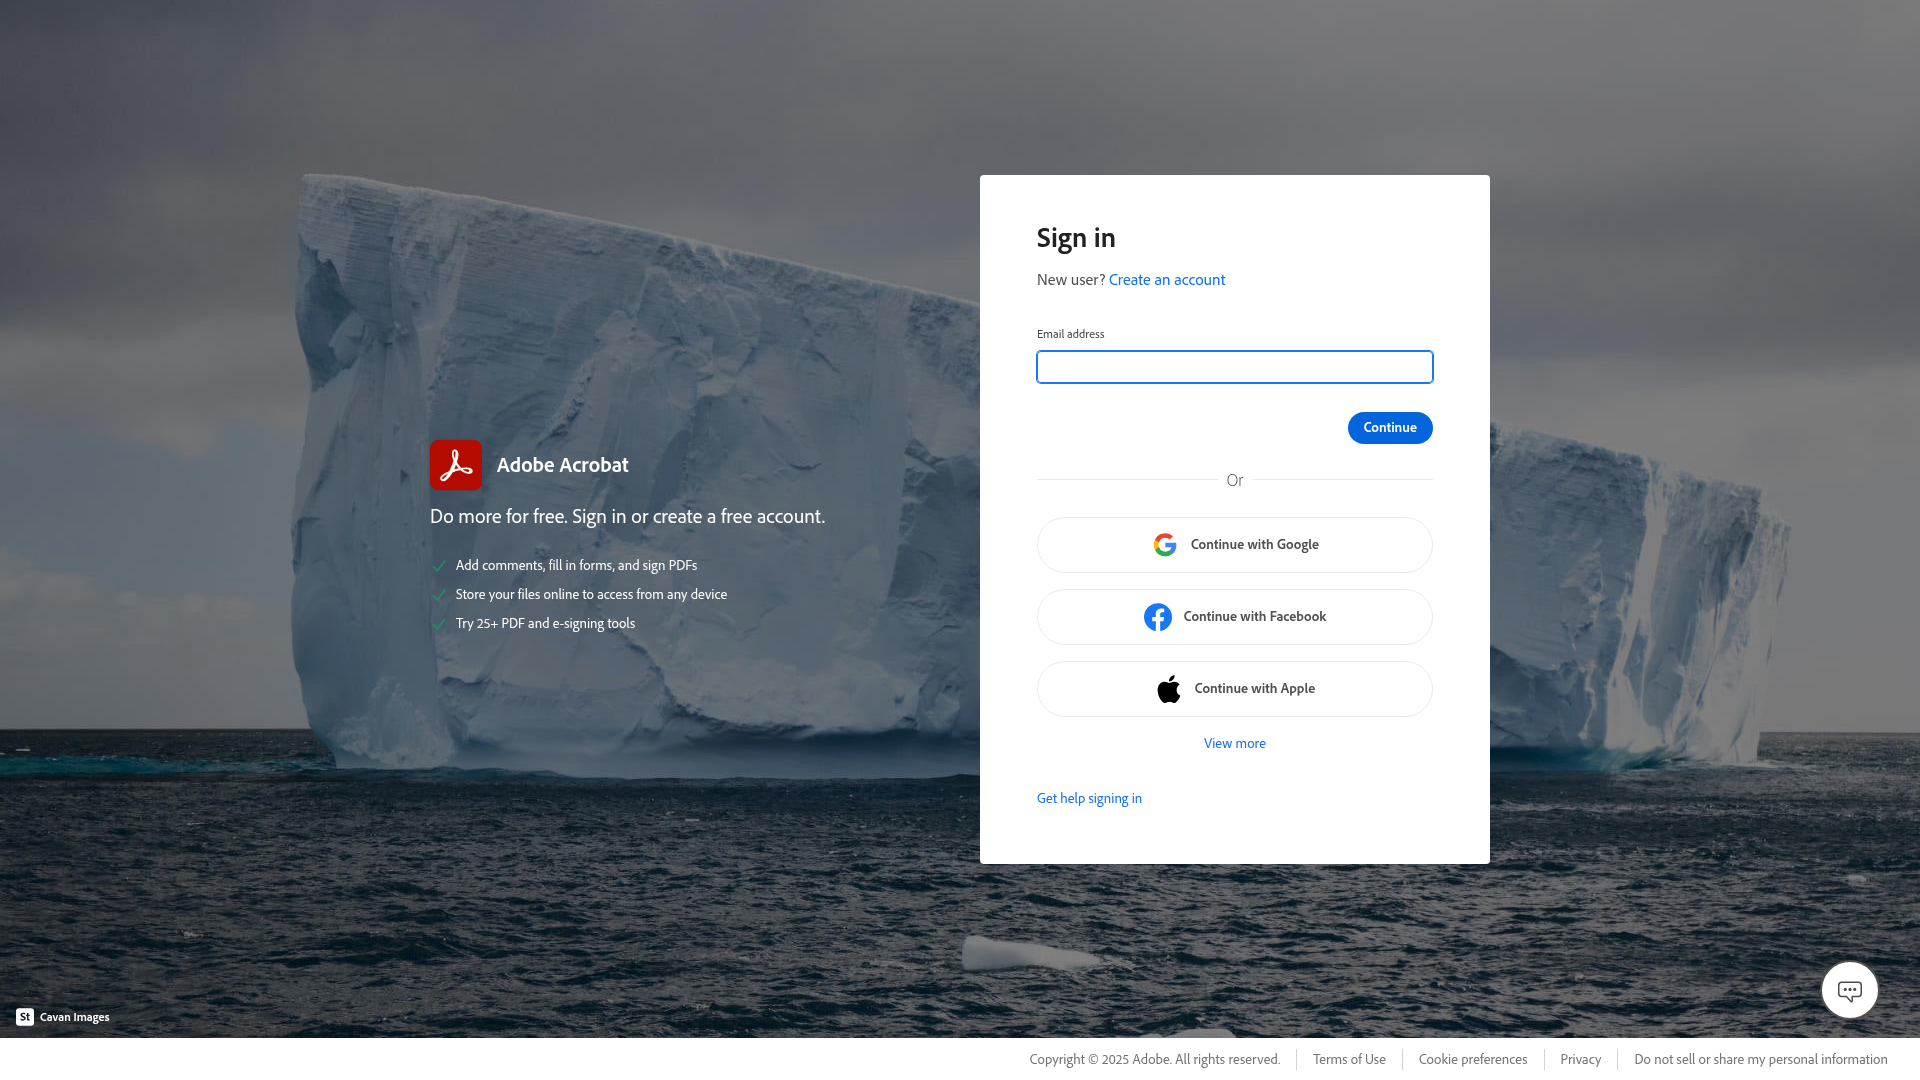 Adobe Acrobat
Do more for free. Sign in or create a free account.
Add comments, fill in forms, and sign PDFs
Store your files online to access from any device
Try 25+ PDF and e-signing tools
Sign in
New user? Create an account
Email address
Continue
Or
Continue with Google
Continue with Facebook
Continue with Apple
View more
Get help signing in
St Cavan Images
Copyright © 2025 Adobe. All rights reserved. Terms of Use Cookie preferences Privacy Do not sell or share my personal information